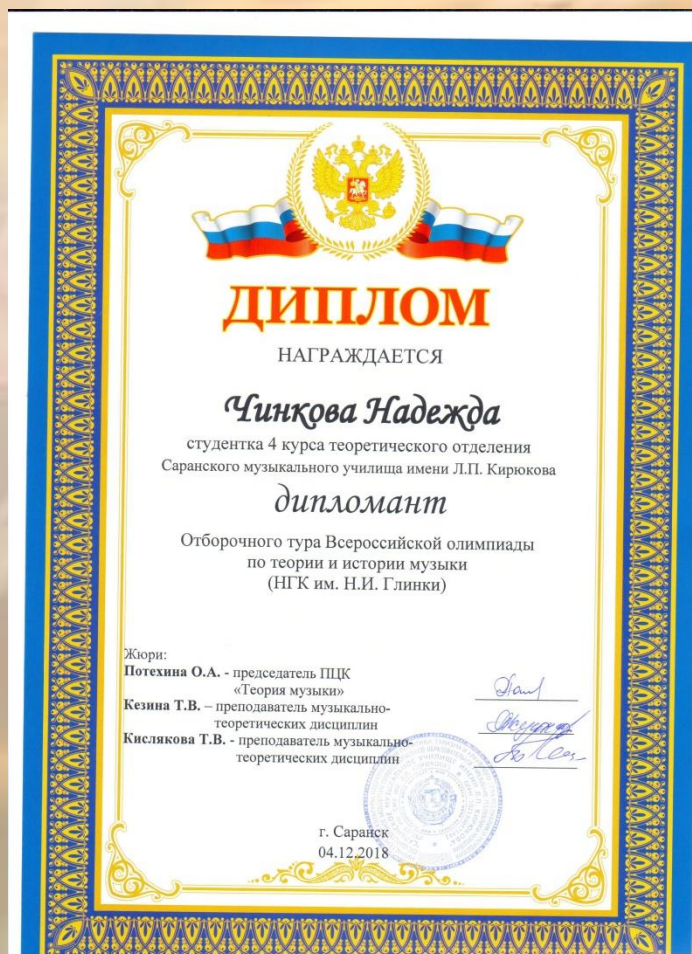 ДИПЛОМ
НАГРАЖДАЕТСЯ
Чинкова Надежда
студентка 4 курса теоретического отделения
Саранского музыкального училища имени Л.П. Кирюкова
дипломант
Отборочного тура Всероссийской олимпиады
по теории и истории музыки
(НГК им. Н.И. Глинки)
Жюри:
Потехина О.А. - председатель ПЦК
«Теория музыки»
Кезина Т.В. – преподаватель музыкально-
теоретических дисциплин
Кислякова Т.В. - преподаватель музыкально-
теоретических дисциплин
г. Саранск
04.12.2018